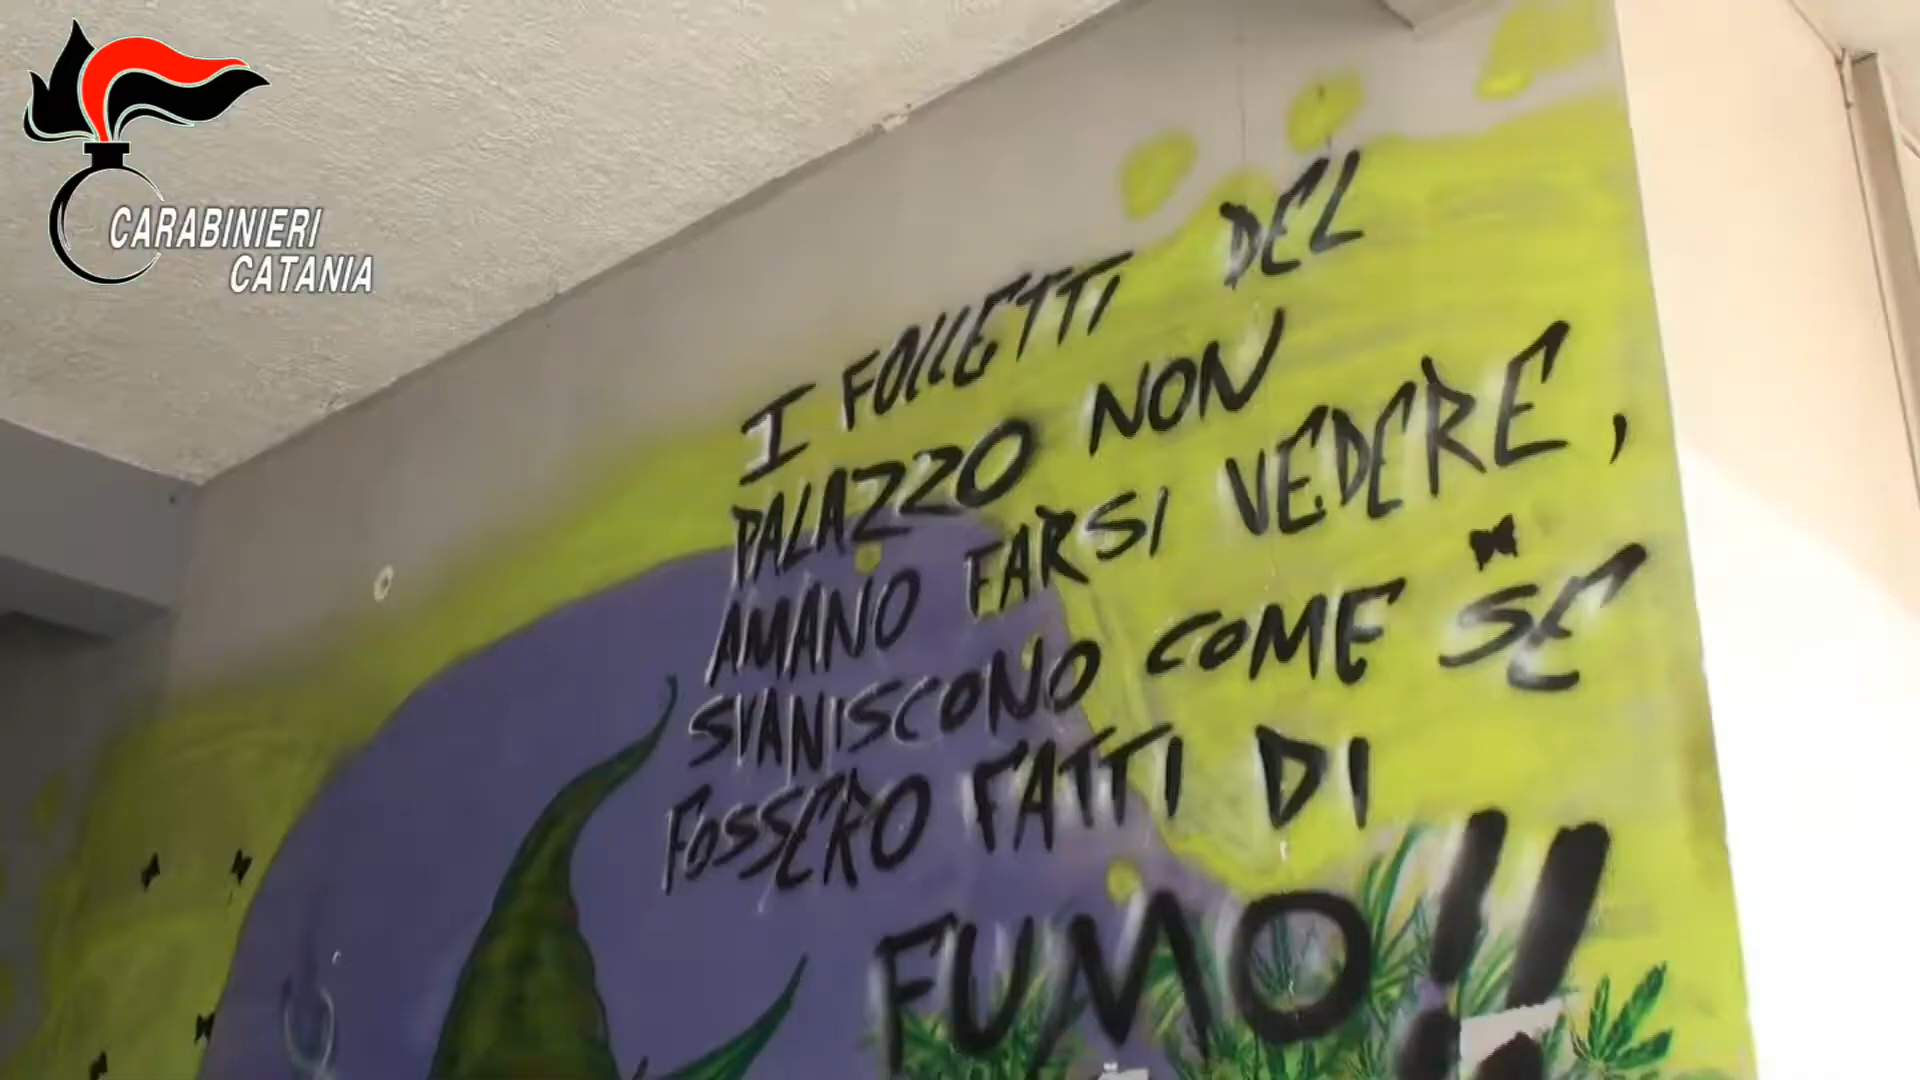 CARABINIERI
CATANIA
I FOLLETTI DEL
PALAZZO NON
AMANO FARSI VEDERE,
SVANISCONO COME SE
FOSSERO FATTI DI
FUMO!!